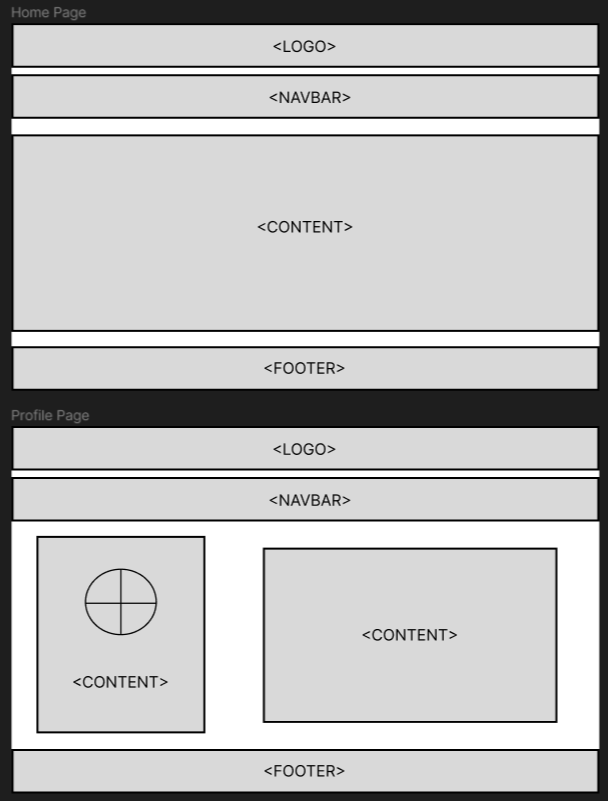 Home Page
<LOGO>
<NAVBAR>
<CONTENT>
<FOOTER>
Profile Page
<LOGO>
<NAVBAR>
<CONTENT>
<CONTENT>
<FOOTER>